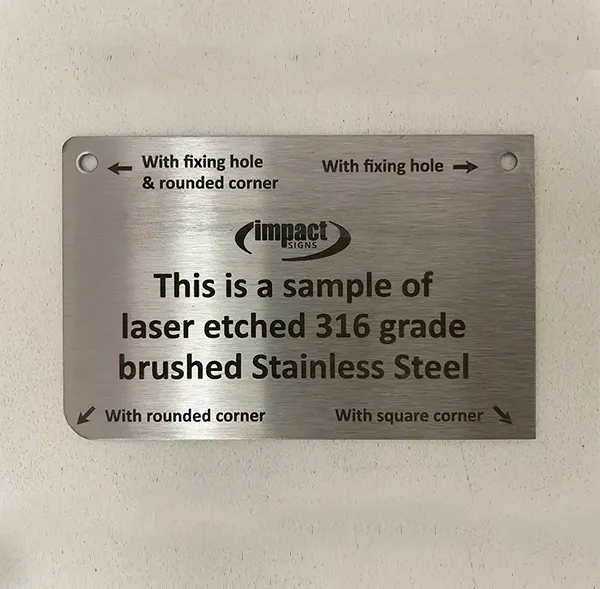 With fixing hole
& rounded corner
With fixing hole
impact
SIGNS
This is a sample of
laser etched 316 grade
brushed Stainless Steel
With rounded corner
With square corner